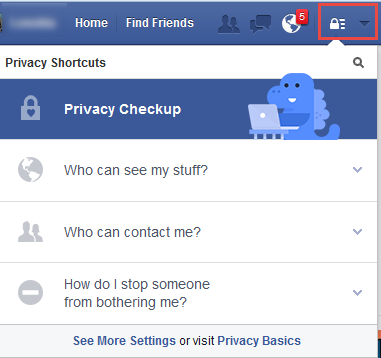 Home Find Friends 5
Privacy Shortcuts
Privacy Checkup
Who can see my stuff?
Who can contact me?
How do I stop someone
from bothering me?
See More Settings or visit Privacy Basics